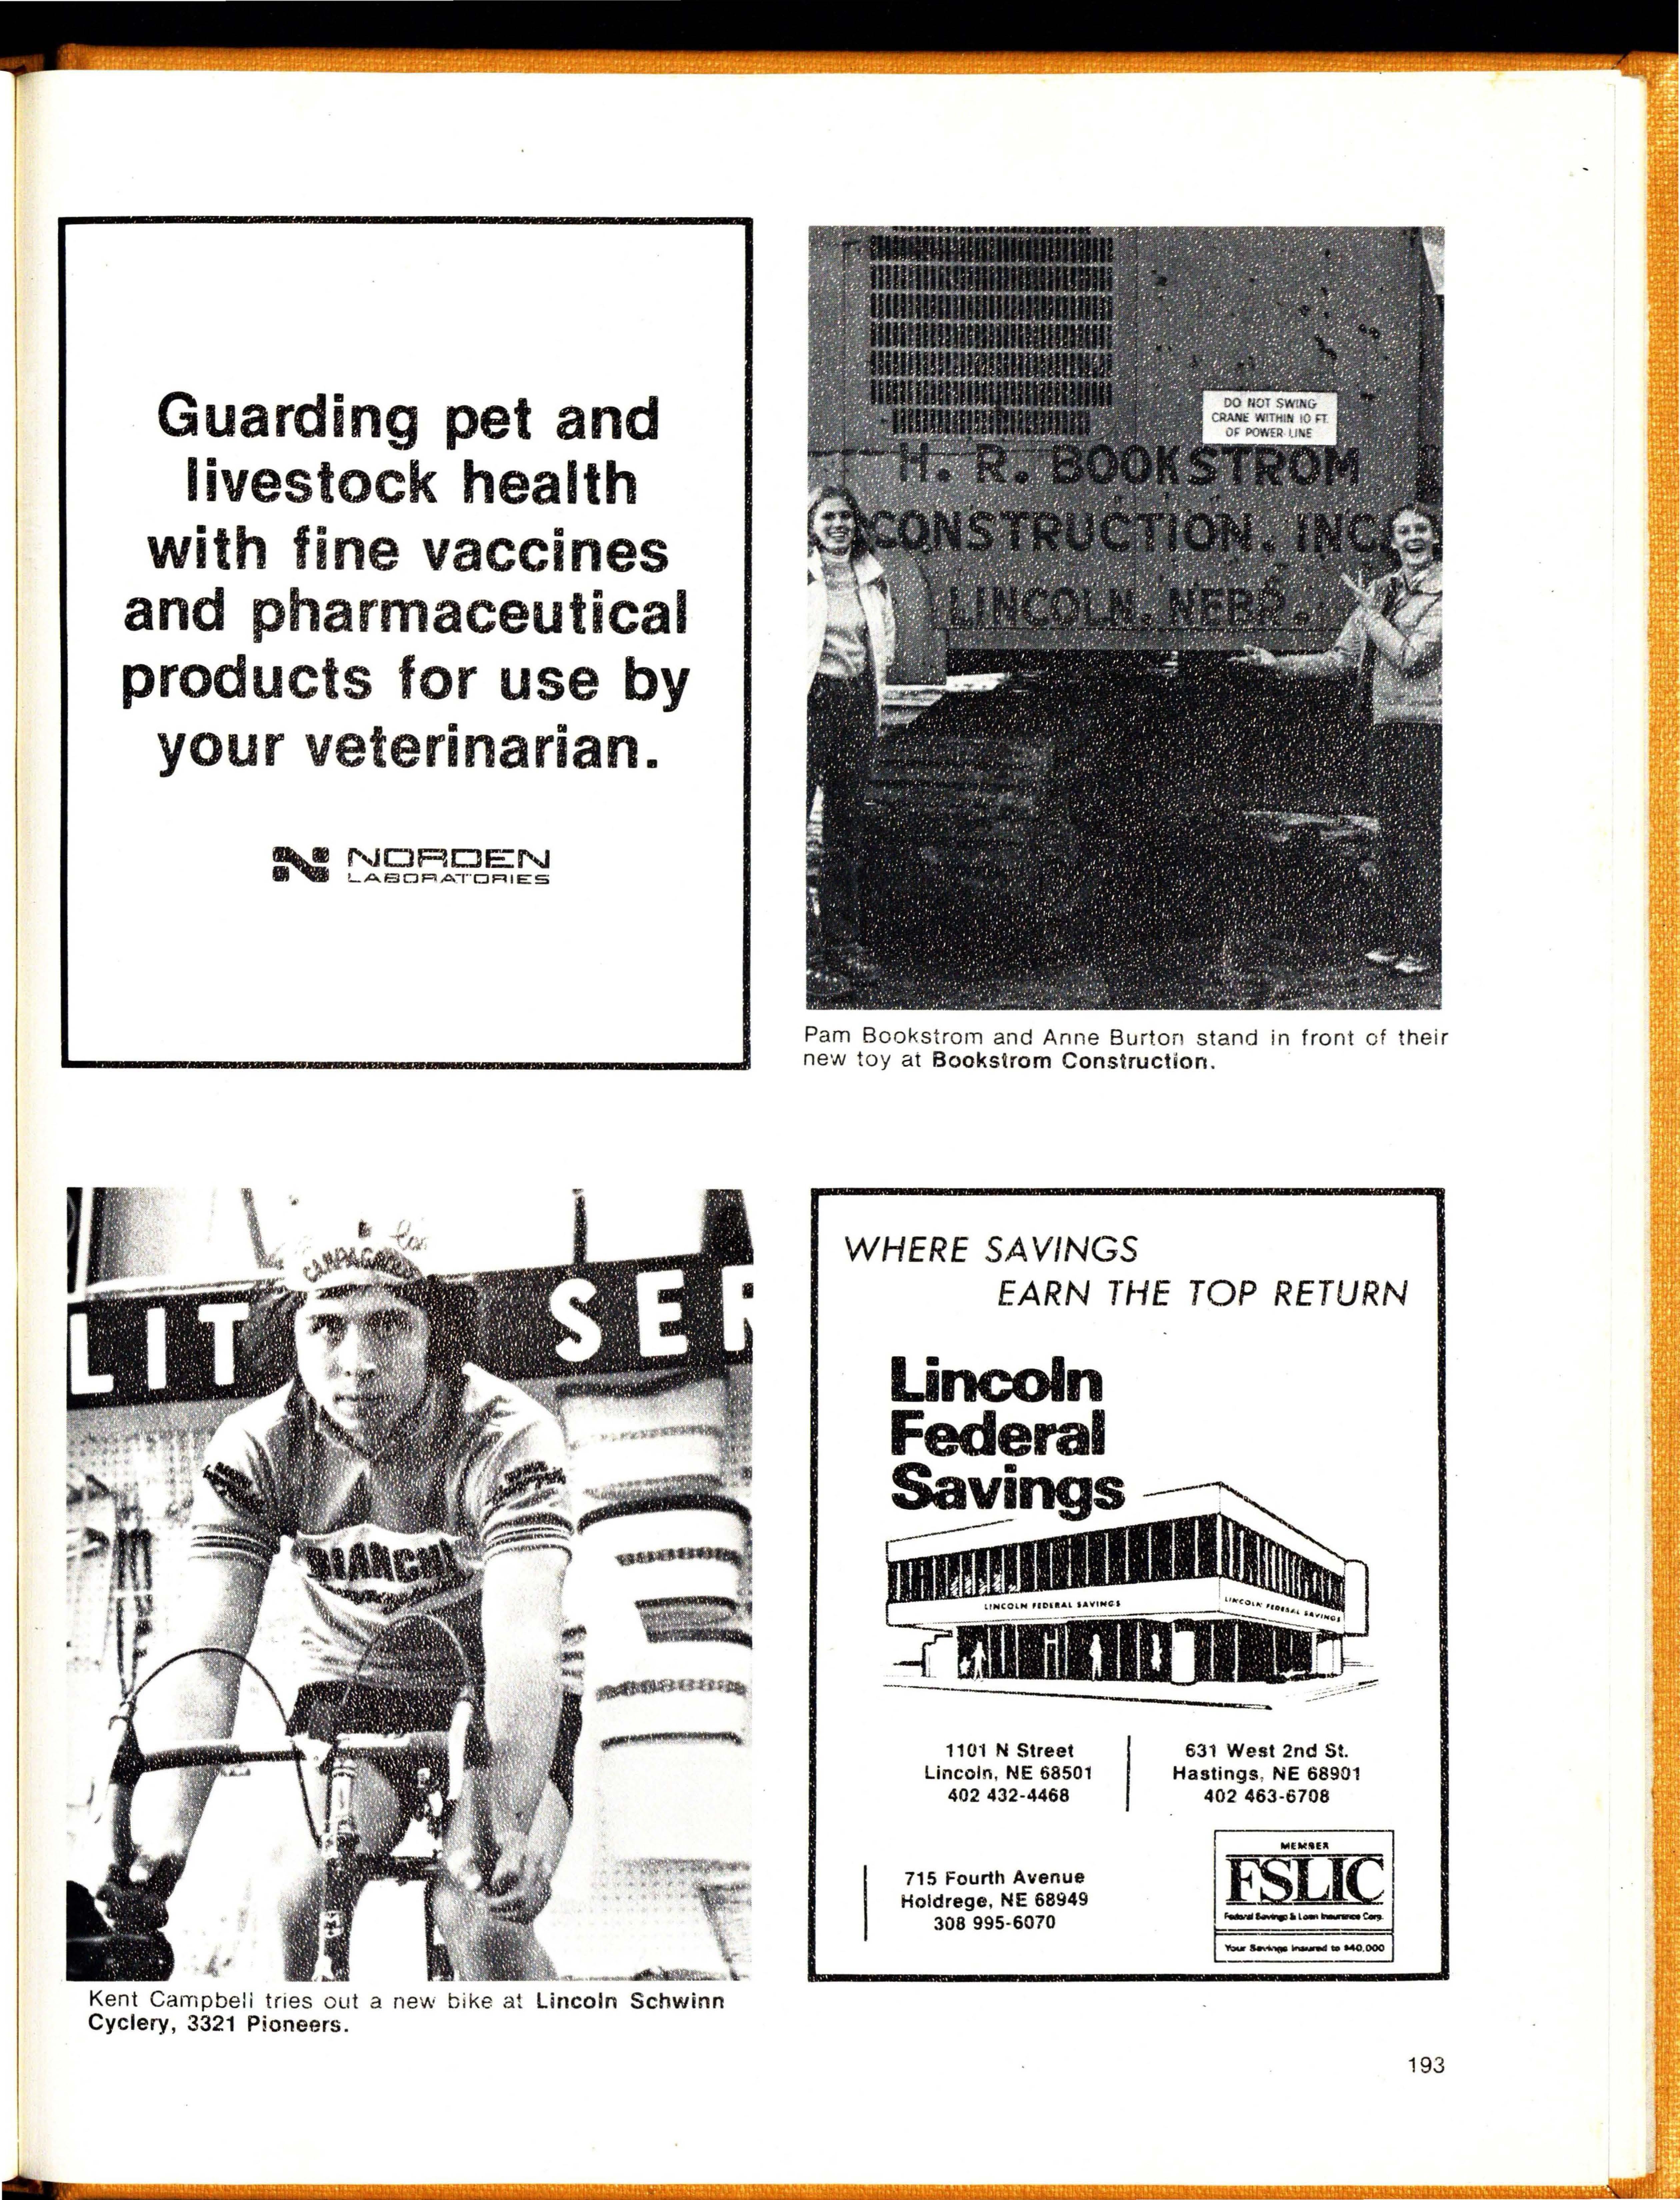 Guarding pet and
livestock health
with fine vaccines
and pharmaceutical
products for use by
your veterinarian.
NORDEN
LABORATORIES
DO NOT SWING
CRANE WITHIN 10 FT.
OF POWER LINE
H. R. BOOKSTROM
CONSTRUCTION, INC.
LINCOLN, NEBR.
Pam Bookstrom and Anne Burton stand in front of their
new toy at Bookstrom Construction.
CAMPAGNOLO
LIT SER
BIANCHI
Kent Campbell tries out a new bike at Lincoln Schwinn
Cyclery, 3321 Pioneers.
WHERE SAVINGS
EARN THE TOP RETURN
Lincoln
Federal
Savings
LINCOLN FEDERAL SAVINGS
LINCOLN FEDERAL SAVINGS
1101 N Street
Lincoln, NE 68501
402 432-4468
631 West 2nd St.
Hastings, NE 68901
402 463-6708
715 Fourth Avenue
Holdrege, NE 68949
308 995-6070
MEMBER
FSLIC
Federal Savings & Loan Insurance Corp.
Your Savings Insured to $40,000
193